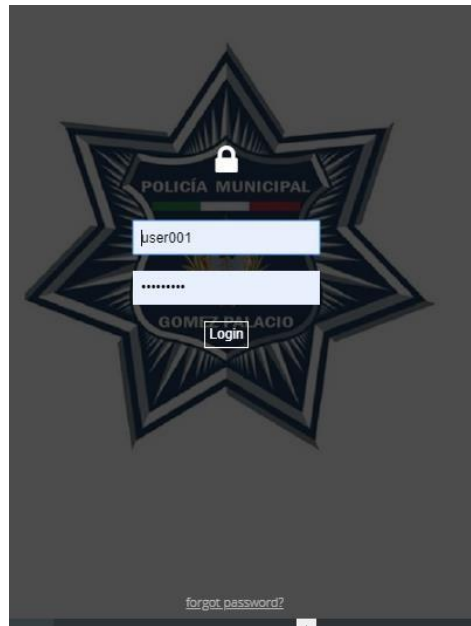 POLICÍA MUNICIPAL
user001
•••••••••
GOMEZ PALACIO
Login
forgot password?